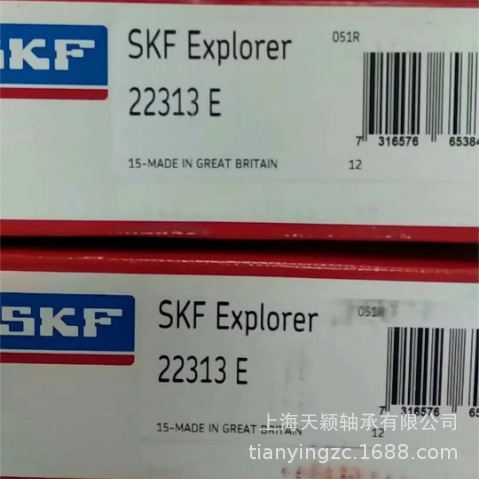 SKF
SKF Explorer
051R
22313 E
7 316576 65384
15-MADE IN GREAT BRITAIN
12
SKF
SKF Explorer
051R
22313 E
7 316576 65
15-MADE IN GREAT BRITAIN
12
上海天颖轴承有限公司
tianyingzc.1688.com